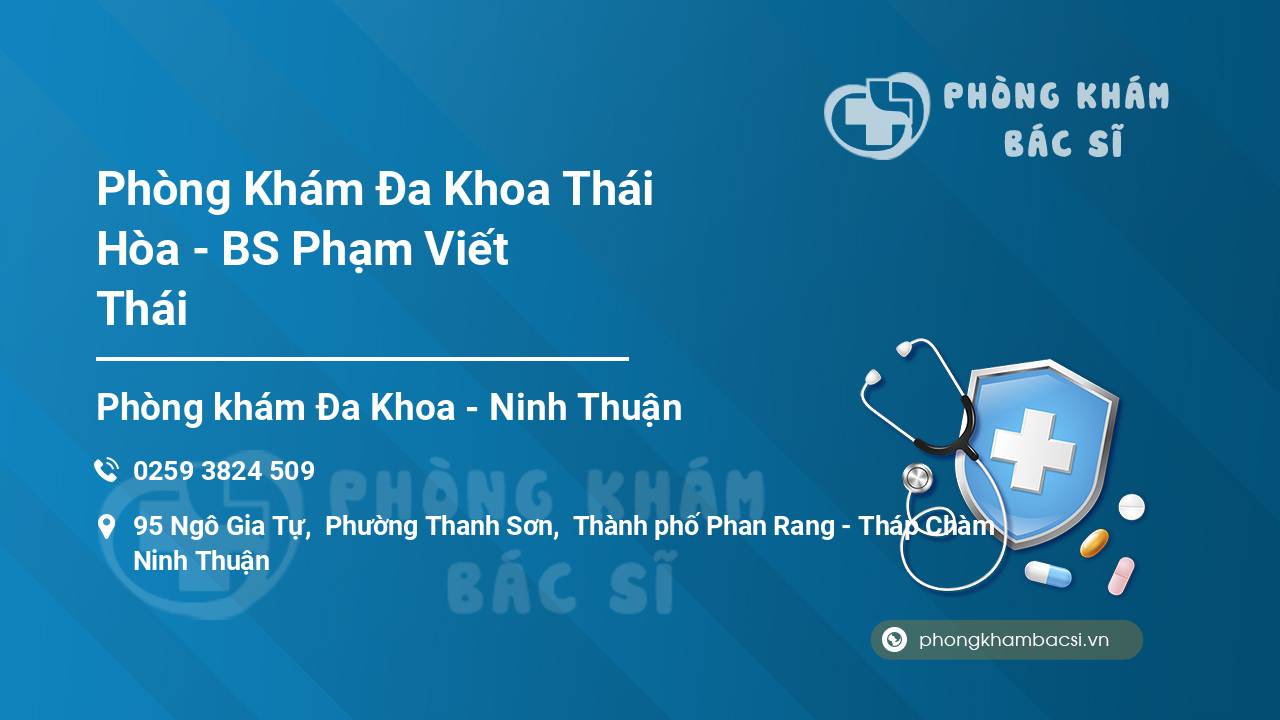 PHÒNG KHÁM
BÁC SĨ
Phòng Khám Đa Khoa Thái
Hòa - BS Phạm Viết
Thái
Phòng khám Đa Khoa - Ninh Thuận
0259 3824 509
PHÒNG KHÁM
95 Ngô Gia Tự,  Phường Thanh Sơn,  Thành phố Phan Rang - Tháp Chàm
Ninh Thuận
BÁC SĨ
phongkhambacsi.vn